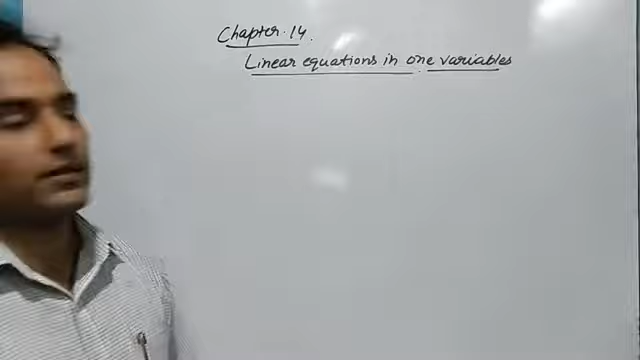 Chapter. 14.
Linear equations in one variables